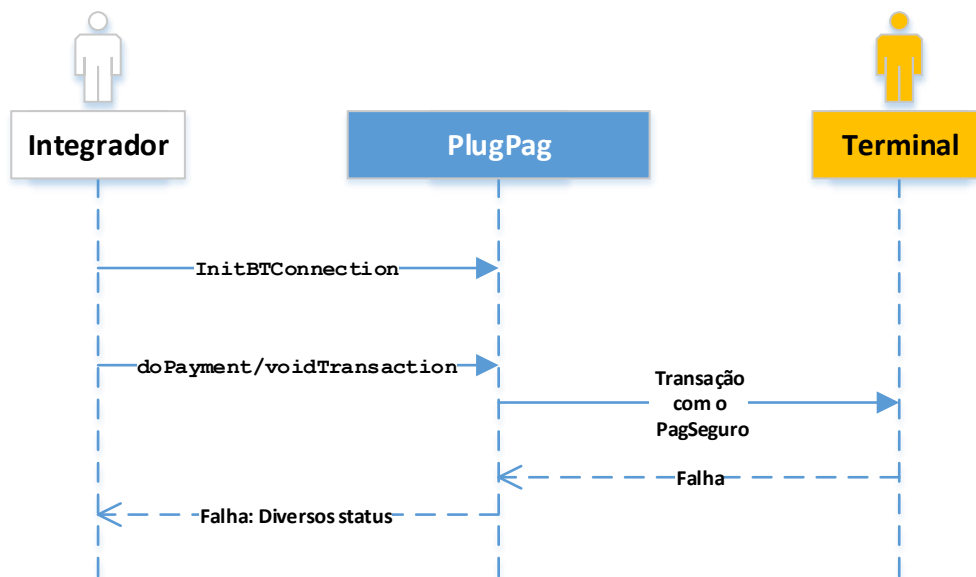 Integrador
PlugPag
Terminal
InitBTConnection
doPayment/voidTransaction
Transação
com o
PagSeguro
Falha
Falha: Diversos status